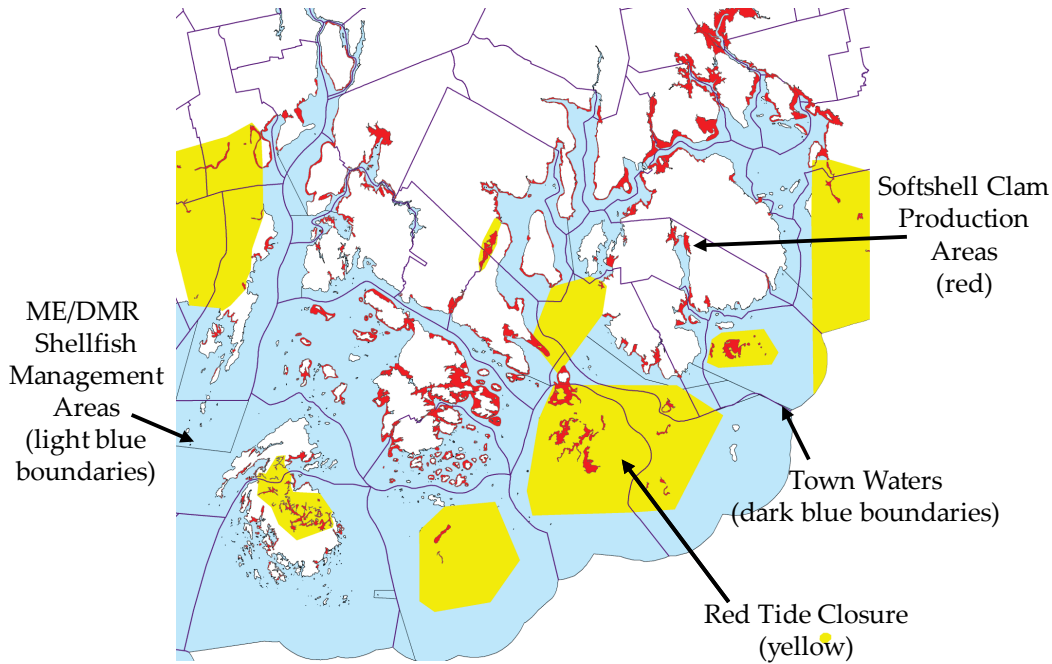 Softshell Clam
Production
Areas
(red)
ME/DMR
Shellfish
Management
Areas
(light blue
boundaries)
Town Waters
(dark blue boundaries)
Red Tide Closure
(yellow)